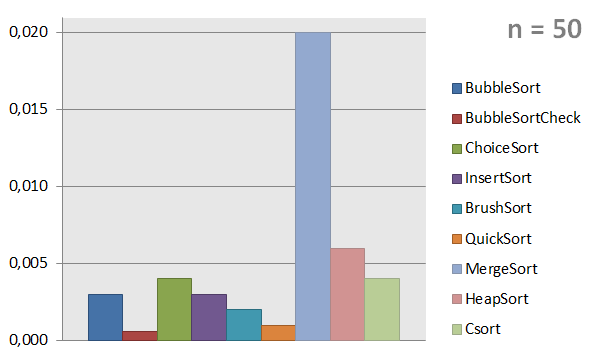 n = 50
0,020
0,015
0,010
0,005
0,000
BubbleSort
BubbleSortCheck
ChoiceSort
InsertSort
BrushSort
QuickSort
MergeSort
HeapSort
Csort